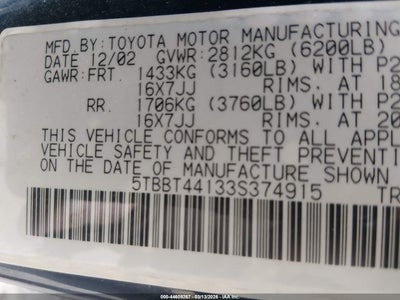 MFD.BY:TOYOTA MOTOR MANUFACTURING
DATE 12/02 GVWR:2812KG (6200LB)
GAWR:FRT. 1433KG (3160LB) WITH P2
16X7JJ RIMS. AT 18
RR. 1706KG (3760LB) WITH P2
16X7JJ RIMS. AT 20
THIS VEHICLE CONFORMS TO ALL APPL
VEHICLE SAFETY AND THEFT PREVENTI
ON THE DATE OF MANUFACTURE SHOWN
5TBBT44133S374915 TR
000-44609267 - 03/13/2026 - IAA Inc.